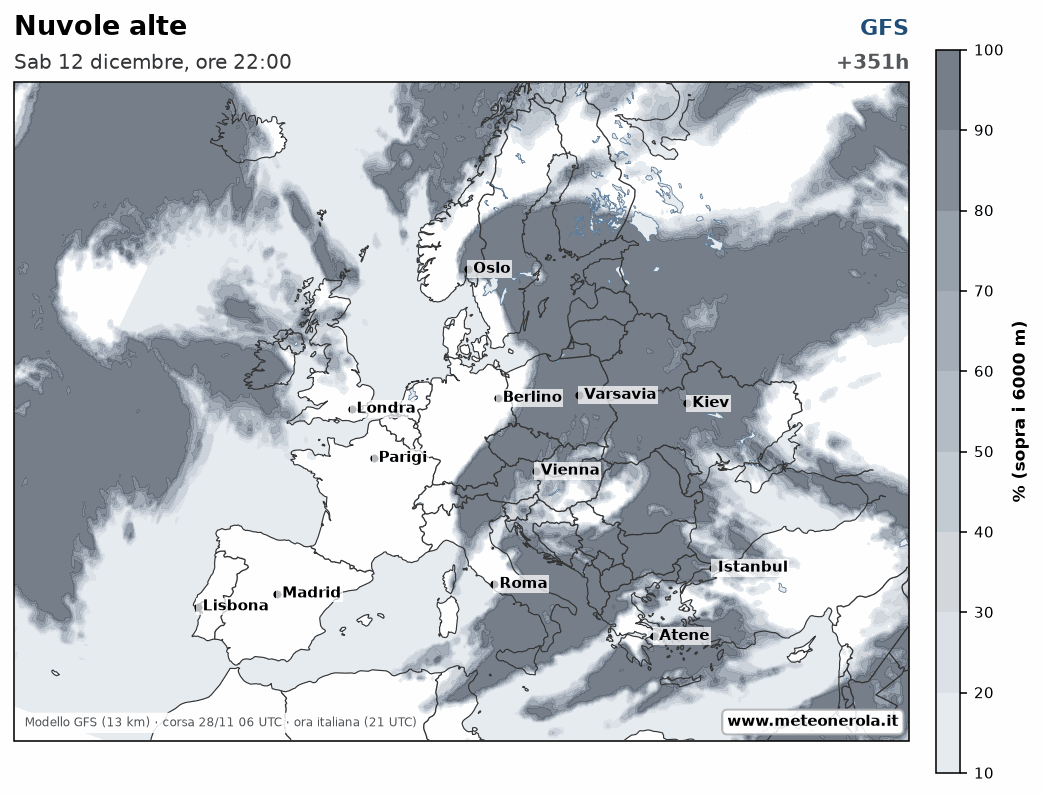 Nuvole alte
GFS
Sab 12 dicembre, ore 22:00
+351h
100
90
80
70
60
50
40
30
20
10
% (sopra i 6000 m)
Oslo
Berlino
Varsavia
Kiev
Londra
Parigi
Vienna
Istanbul
Roma
Madrid
Lisbona
Atene
Modello GFS (13 km) · corsa 28/11 06 UTC · ora italiana (21 UTC)
www.meteonerola.it